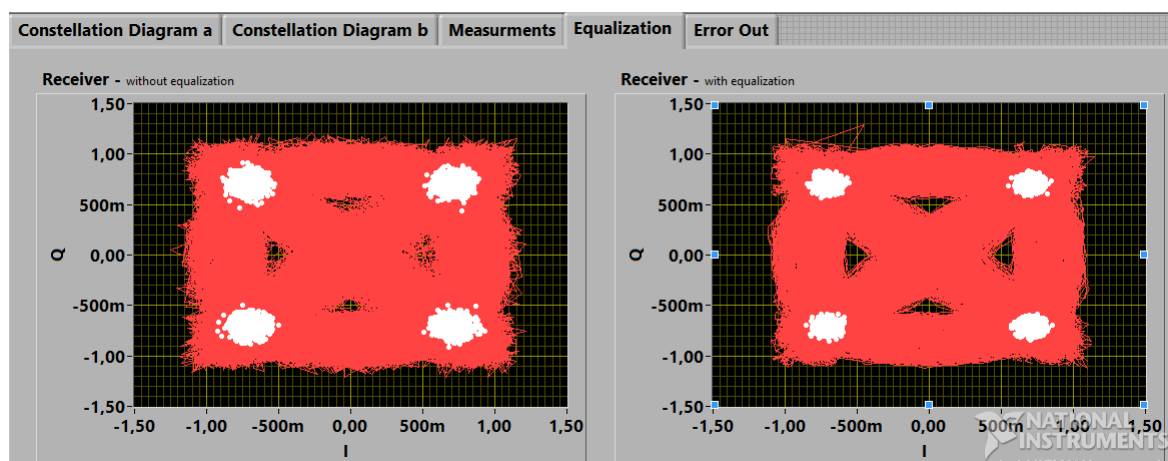 Constellation Diagram a Constellation Diagram b Measurments Equalization Error Out
Receiver - without equalization
1,50
1,00
500m
0,00
-500m
-1,00
-1,50
Q
-1,50 -1,00 -500m 0,00 500m 1,00 1,50
I
Receiver - with equalization
1,50
1,00
500m
0,00
-500m
-1,00
-1,50
Q
-1,50 -1,00 -500m 0,00 500m 1,00 1,50
I
NATIONAL
INSTRUMENTS